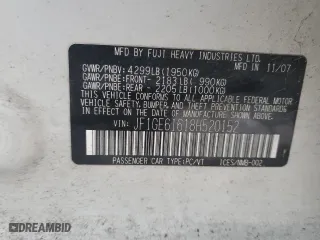 MFD BY FUJI HEAVY INDUSTRIES LTD.
GVWR/PNBV: 4299LB(1950KG) IN 11/07
GAWR/PNBE:FRONT- 2183LB( 990KG)
GAWR/PNBE:REAR- 2205LB(1000KG)
THIS VEHICLE CONFORMS TO ALL APPLICABLE FEDERAL MOTOR
VEHICLE SAFETY, BUMPER AND THEFT PREVENTION STANDARDS
IN EFFECT ON THE DATE OF MANUFACTURE SHOWN ABOVE.
VIN: JF1GE61618H520152
PASSENGER CAR/VT: PC/VT ICES/NMB-002